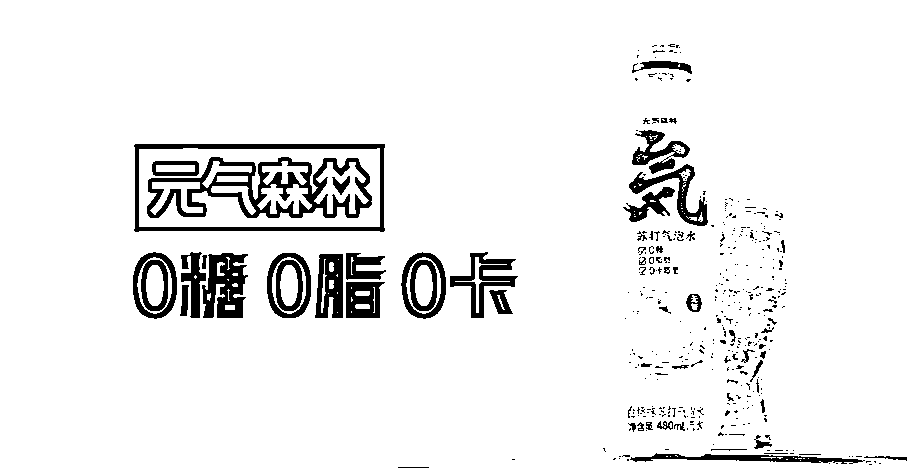 元气森林
0糖 0脂 0卡
元気森林
気
苏打气泡水
0糖
0脂肪
0卡路里
白桃味苏打气泡水
净含量:480mL